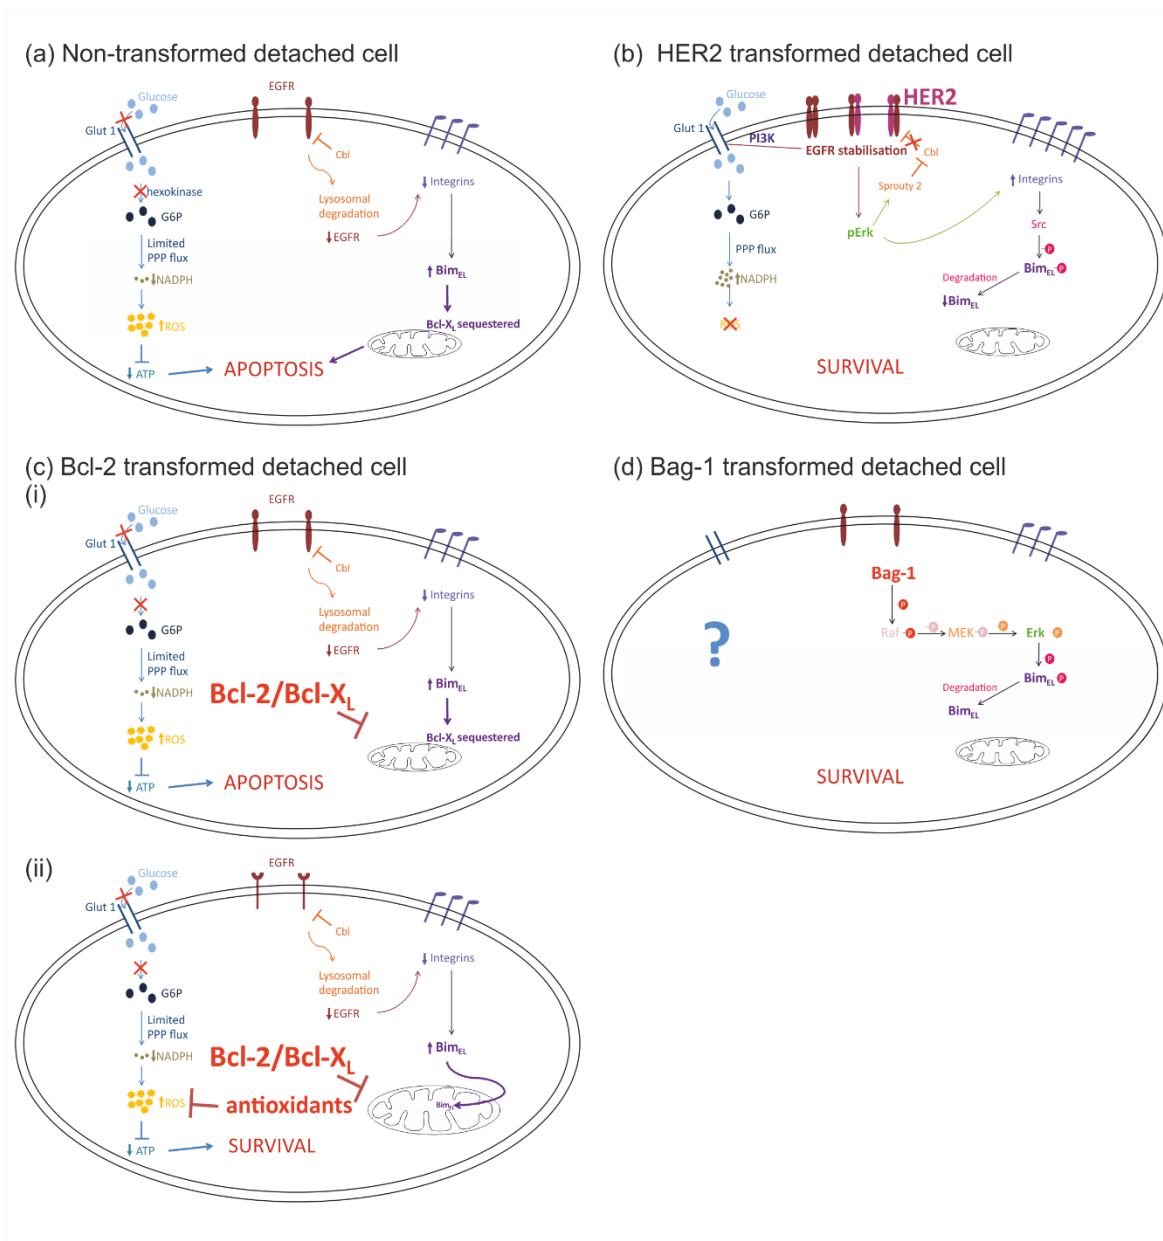 (a) Non-transformed detached cell
EGFR
Glucose
Glut 1
Cbl
hexokinase
Integrins
Lysosomal
degradation
G6P
EGFR
Limited
PPP flux
BimEL
NADPH
ROS
Bcl-XL sequestered
ATP
APOPTOSIS
(b) HER2 transformed detached cell
Glucose
HER2
Glut 1
PI3K
EGFR stabilisation
Cbl
Sprouty 2
Integrins
G6P
Src
pErk
P
PPP flux
BimEL P
Degradation
NADPH
BimEL
ROS
SURVIVAL
(c) Bcl-2 transformed detached cell
(i)
EGFR
Glucose
Glut 1
Cbl
Integrins
Lysosomal
degradation
G6P
EGFR
Limited
PPP flux
BimEL
NADPH
Bcl-2/Bcl-XL
ROS
Bcl-XL sequestered
ATP
APOPTOSIS
(d) Bag-1 transformed detached cell
Bag-1
P
?
P
P
Raf P
MEK P
Erk P
P
BimEL P
Degradation
BimEL
SURVIVAL
(ii)
EGFR
Glucose
Glut 1
Cbl
Integrins
Lysosomal
degradation
G6P
EGFR
Limited
PPP flux
BimEL
NADPH
Bcl-2/Bcl-XL
ROS
antioxidants
BimEL
ATP
SURVIVAL